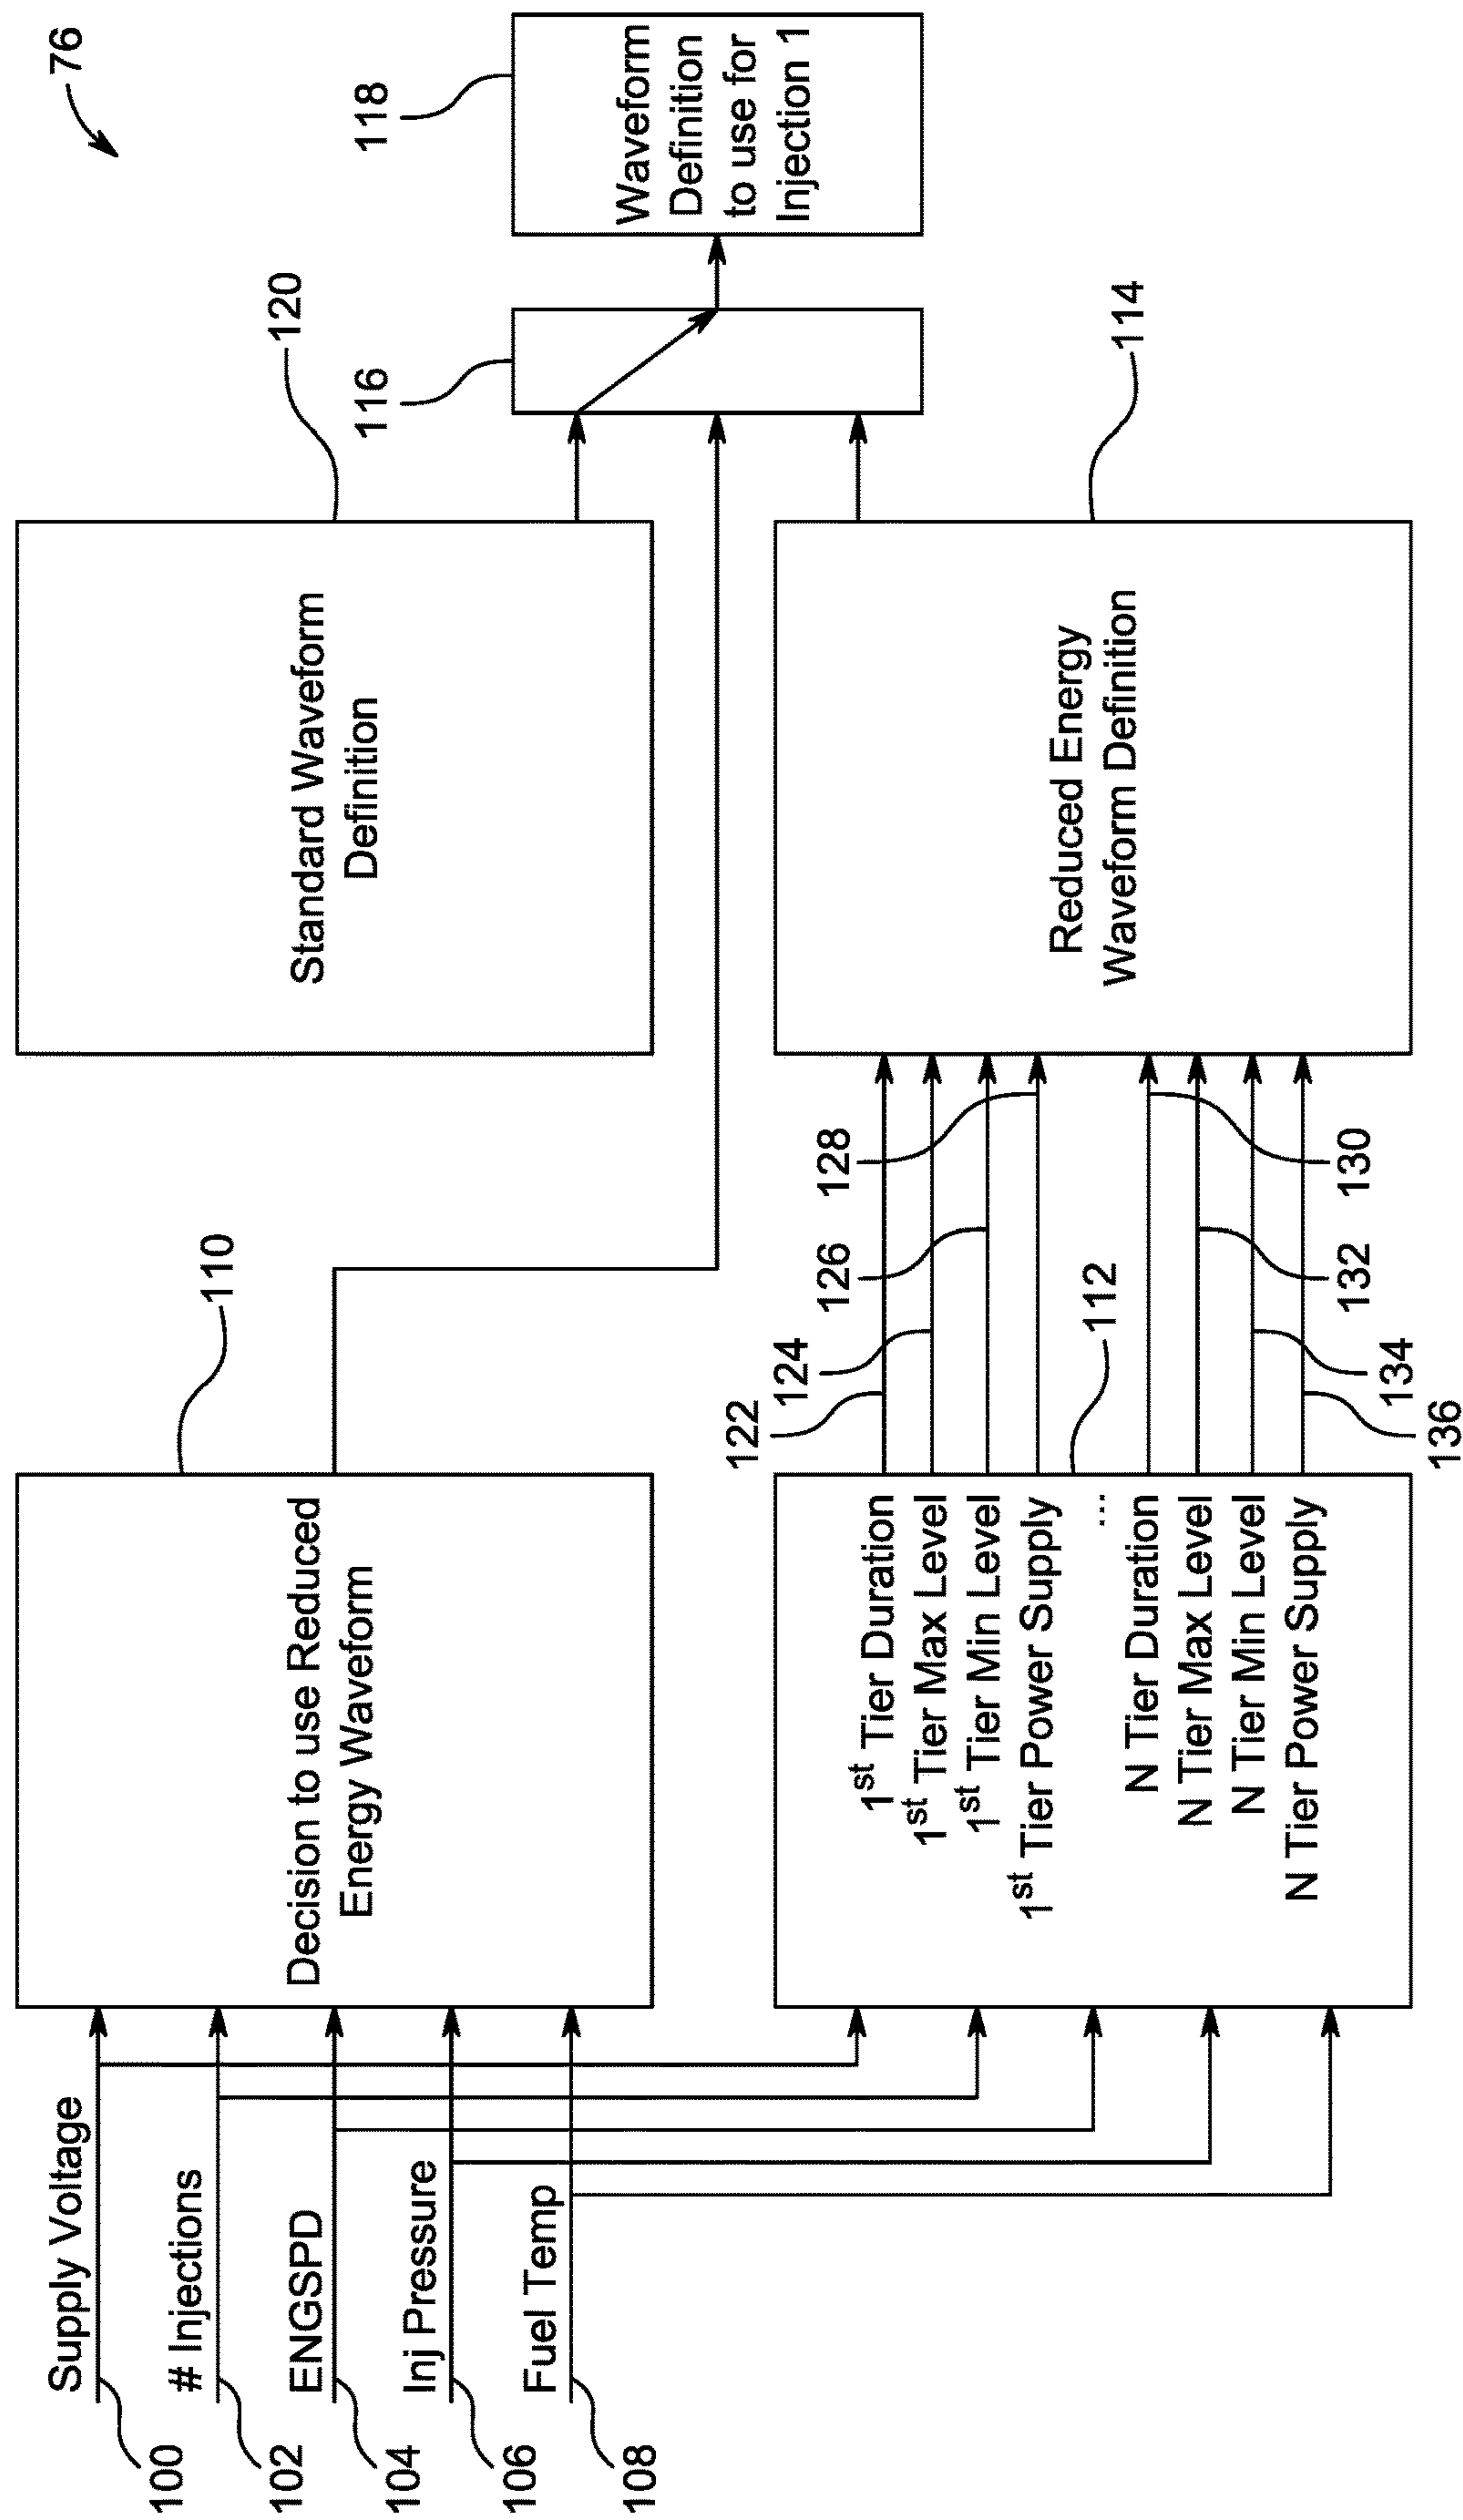 76
Supply Voltage
100
# Injections
102
ENGSPD
104
Inj Pressure
106
Fuel Temp
108
Decision to use Reduced
Energy Waveform
110
Standard Waveform
Definition
120
116
118
Waveform
Definition
to use for
Injection 1
1st Tier Duration
1st Tier Max Level
1st Tier Min Level
1st Tier Power Supply
...
N Tier Duration
N Tier Max Level
N Tier Min Level
N Tier Power Supply
112
122
124
126
128
130
132
134
136
Reduced Energy
Waveform Definition
114